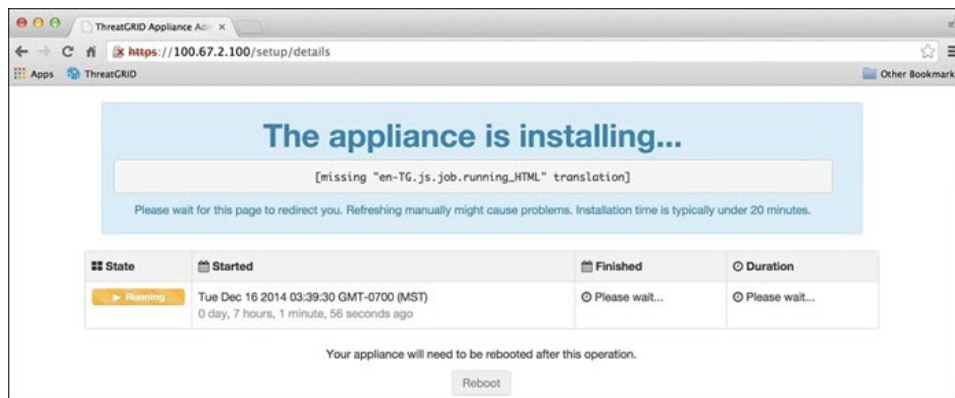 ThreatGRID Appliance Adm
https://100.67.2.100/setup/details
Apps ThreatGRID Other Bookmark
The appliance is installing...
[missing "en-TG.js.job.running_HTML" translation]
Please wait for this page to redirect you. Refreshing manually might cause problems. Installation time is typically under 20 minutes.
State Started Finished Duration
Running Tue Dec 16 2014 03:39:30 GMT-0700 (MST) Please wait... Please wait...
0 day, 7 hours, 1 minute, 56 seconds ago
Your appliance will need to be rebooted after this operation.
Reboot